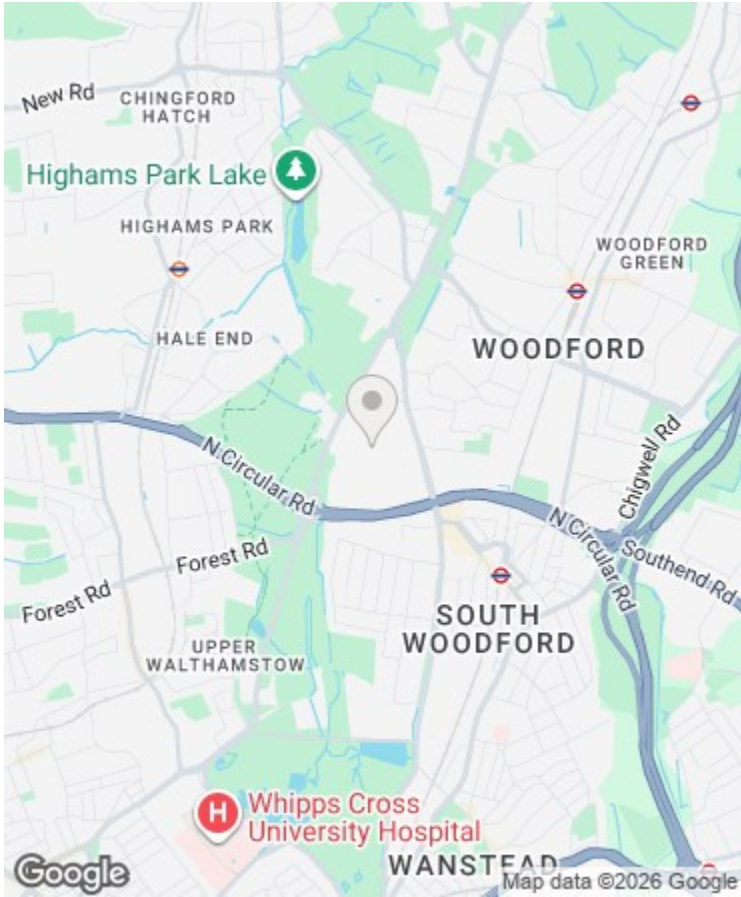 New Rd
CHINGFORD
HATCH
Highams Park Lake
HIGHAMS PARK
WOODFORD
GREEN
HALE END
WOODFORD
Chigwell Rd
N Circular Rd
N Circular Rd
Southend Rd
Forest Rd
Forest Rd
SOUTH
WOODFORD
UPPER
WALTHAMSTOW
H
Whipps Cross
University Hospital
WANSTEAD
Google
Map data ©2026 Google